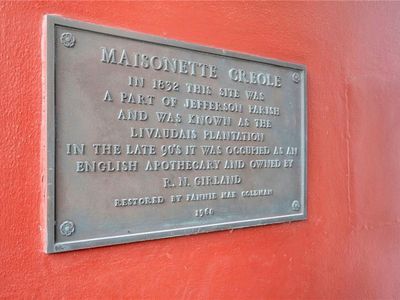 MAISONETTE CREOLE
IN 1832 THIS SITE WAS
A PART OF JEFFERSON PARISH
AND WAS KNOWN AS THE
LIVAUDAIS PLANTATION
IN THE LATE 90'S IT WAS OCCUPIED AS AN
ENGLISH APOTHECARY AND OWNED BY
R. N. GIRLAND
RESTORED BY FANNIE MAE GOLDMAN
1960